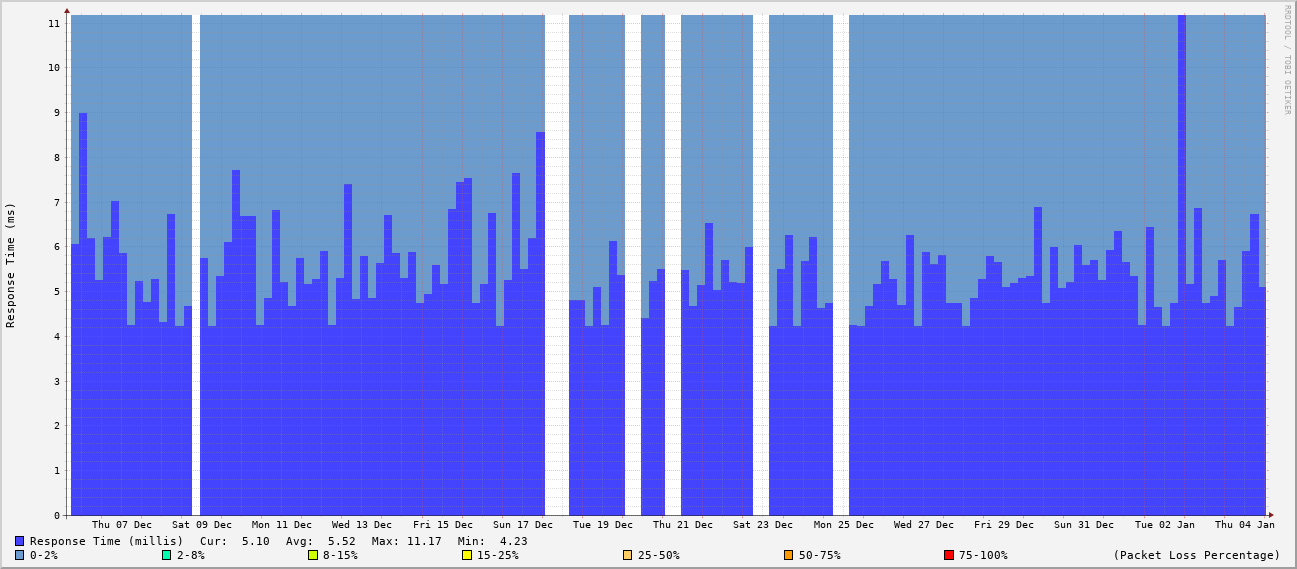 RRDTOOL / TOBI OETIKER
Response Time (ms)
11
10
9
8
7
6
5
4
3
2
1
0
Thu 07 Dec Sat 09 Dec Mon 11 Dec Wed 13 Dec Fri 15 Dec Sun 17 Dec Tue 19 Dec Thu 21 Dec Sat 23 Dec Mon 25 Dec Wed 27 Dec Fri 29 Dec Sun 31 Dec Tue 02 Jan Thu 04 Jan
Response Time (millis) Cur: 5.10 Avg: 5.52 Max: 11.17 Min: 4.23
0-2% 2-8% 8-15% 15-25% 25-50% 50-75% 75-100% (Packet Loss Percentage)